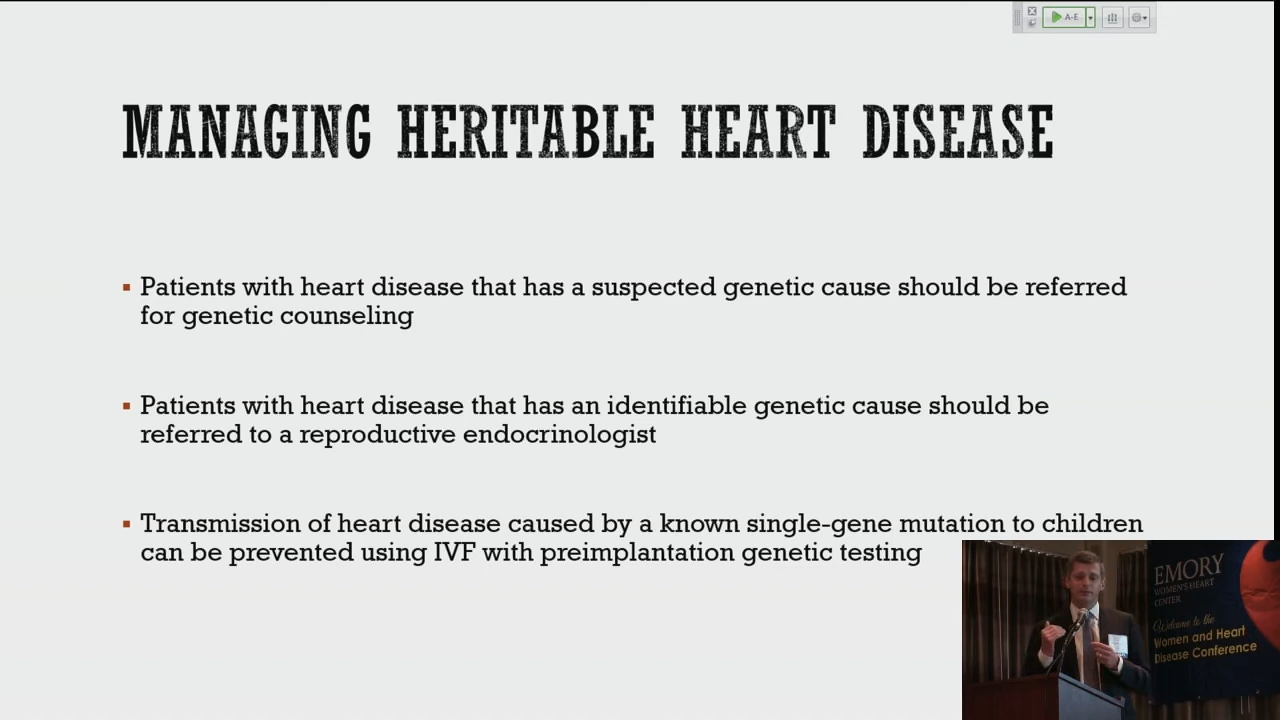 A-E
MANAGING HERITABLE HEART DISEASE
Patients with heart disease that has a suspected genetic cause should be referred
for genetic counseling
Patients with heart disease that has an identifiable genetic cause should be
referred to a reproductive endocrinologist
Transmission of heart disease caused by a known single-gene mutation to children
can be prevented using IVF with preimplantation genetic testing
EMORY
WOMEN'S HEART
CENTER
Welcome to the
Women and Heart
Disease Conference